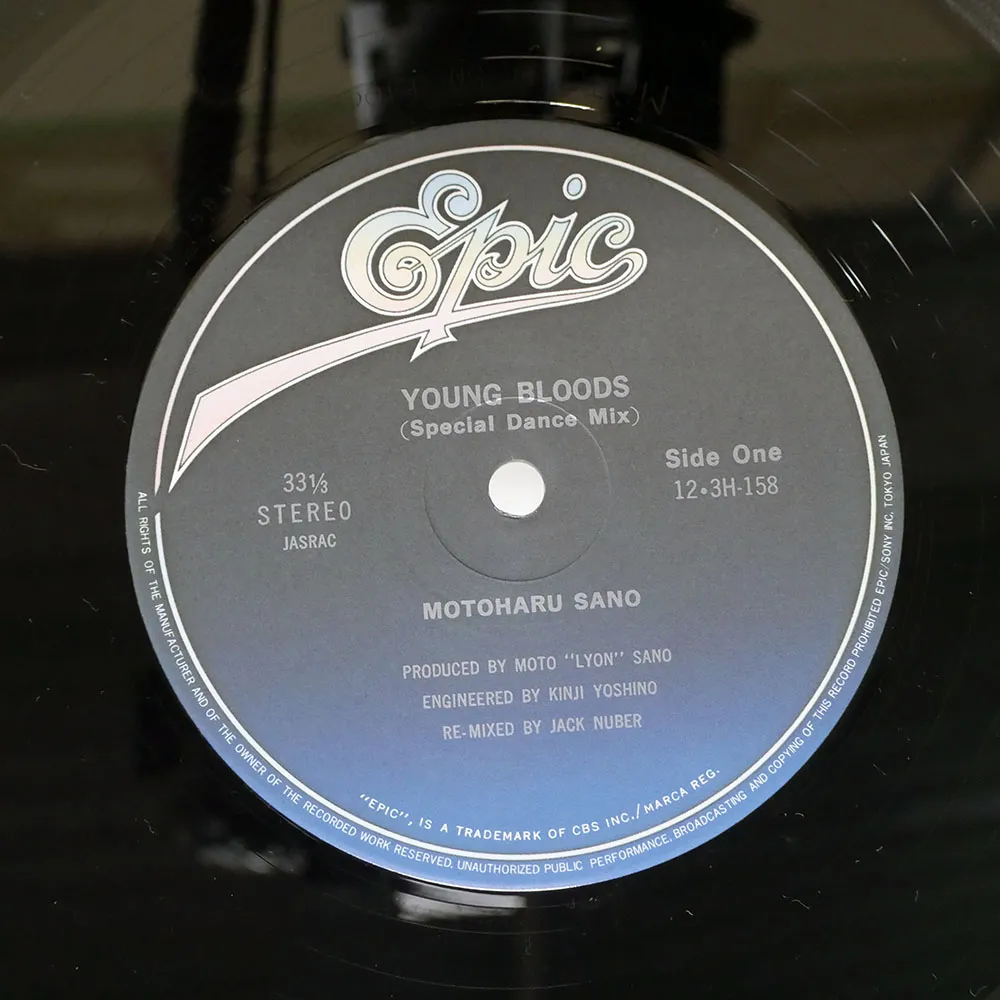 Epic
YOUNG BLOODS
(Special Dance Mix)
33⅓
STEREO
JASRAC
Side One
12•3H-158
MOTOHARU SANO
PRODUCED BY MOTO "LYON" SANO
ENGINEERED BY KINJI YOSHINO
RE-MIXED BY JACK NUBER
"EPIC", IS A TRADEMARK OF CBS INC./MARCA REG.
ALL RIGHTS OF THE MANUFACTURER AND OF THE OWNER OF THE RECORDED WORK RESERVED. UNAUTHORIZED PUBLIC PERFORMANCE, BROADCASTING AND COPYING OF THIS RECORD PROHIBITED EPIC/SONY INC. TOKYO JAPAN